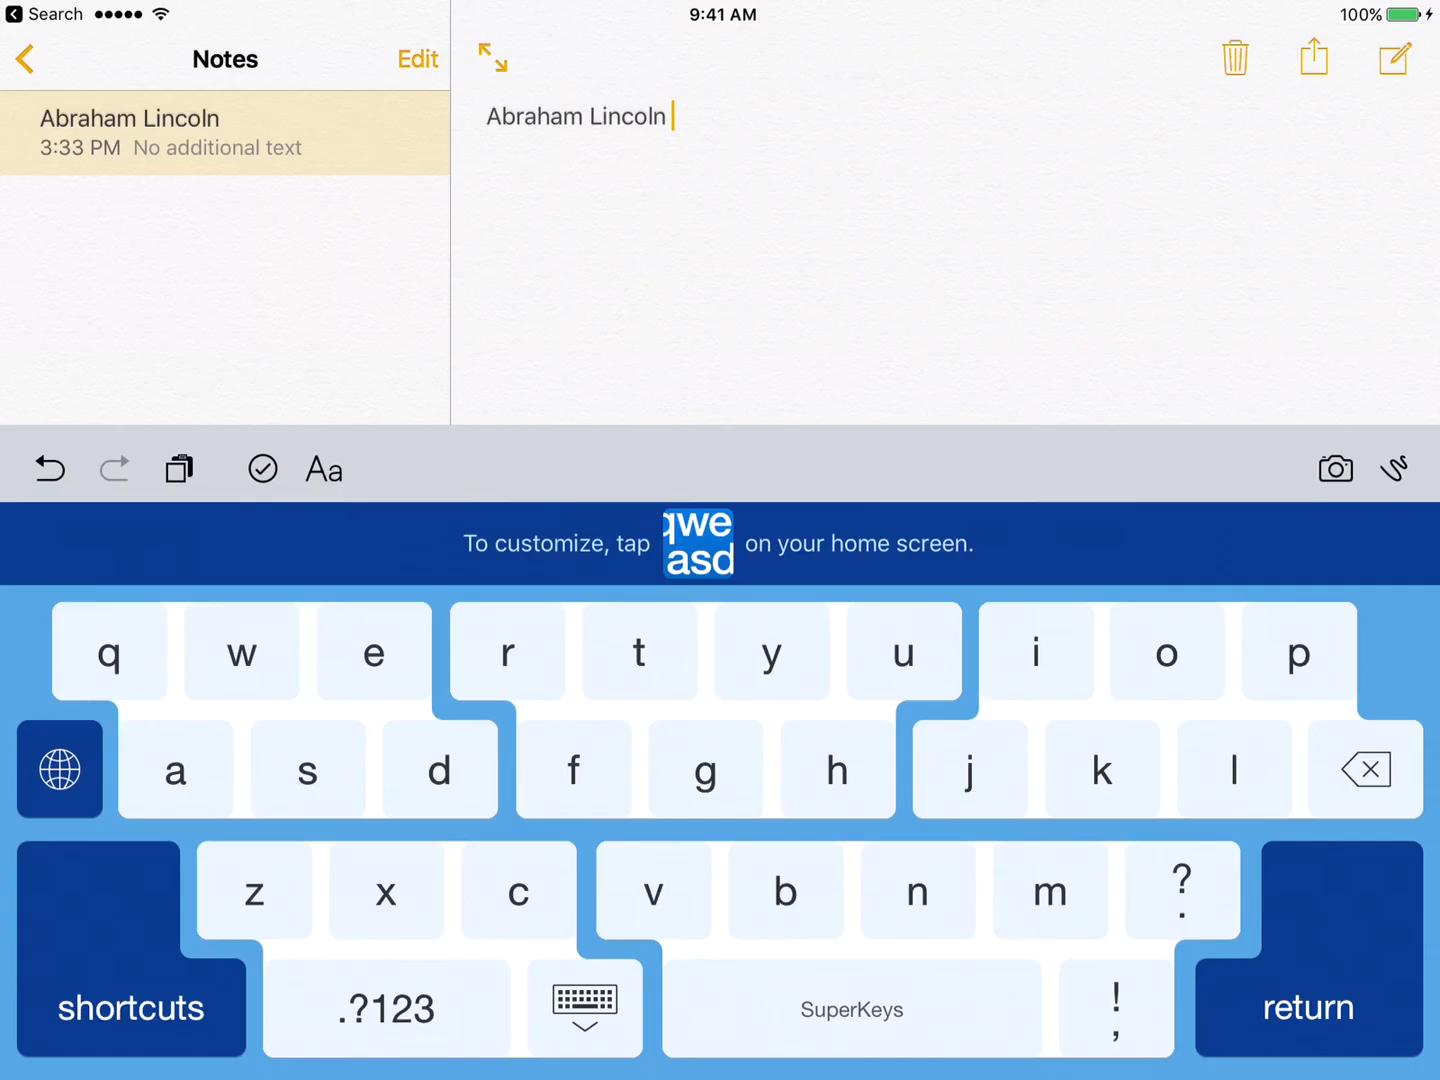 Search 9:41 AM 100%
Notes Edit
Abraham Lincoln
3:33 PM No additional text
Abraham Lincoln
Aa
To customize, tap qwe asd on your home screen.
q w e r t y u i o p
a s d f g h j k l
z x c v b n m ? .
shortcuts .?123 SuperKeys ! , return